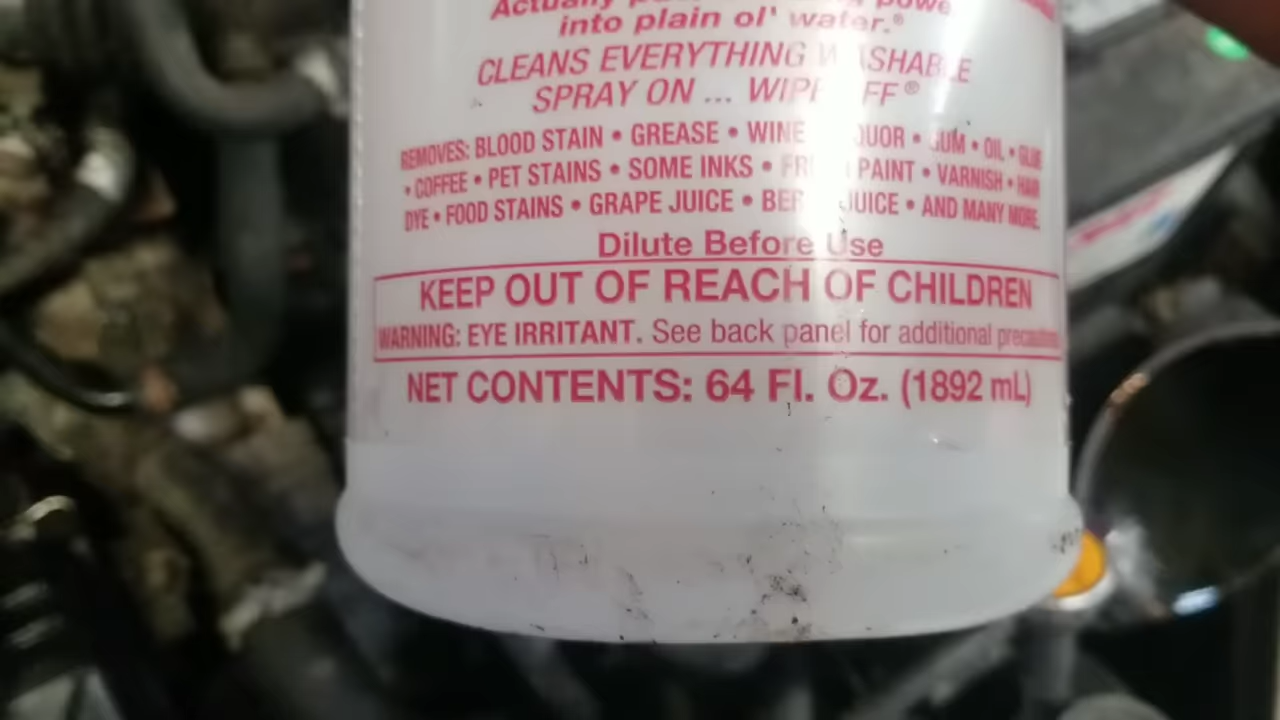 Actually
into plain ol' water.®
CLEANS EVERYTHING WASHABLE
SPRAY ON ... WIPE OFF®
REMOVES: BLOOD STAIN • GREASE • WINE LIQUOR • GUM • OIL • GLUE
• COFFEE • PET STAINS • SOME INKS • PAINT • VARNISH • HAIR
DYE • FOOD STAINS • GRAPE JUICE • BERRY JUICE • AND MANY MORE.
Dilute Before Use
KEEP OUT OF REACH OF CHILDREN
WARNING: EYE IRRITANT. See back panel for additional precautions
NET CONTENTS: 64 Fl. Oz. (1892 mL)